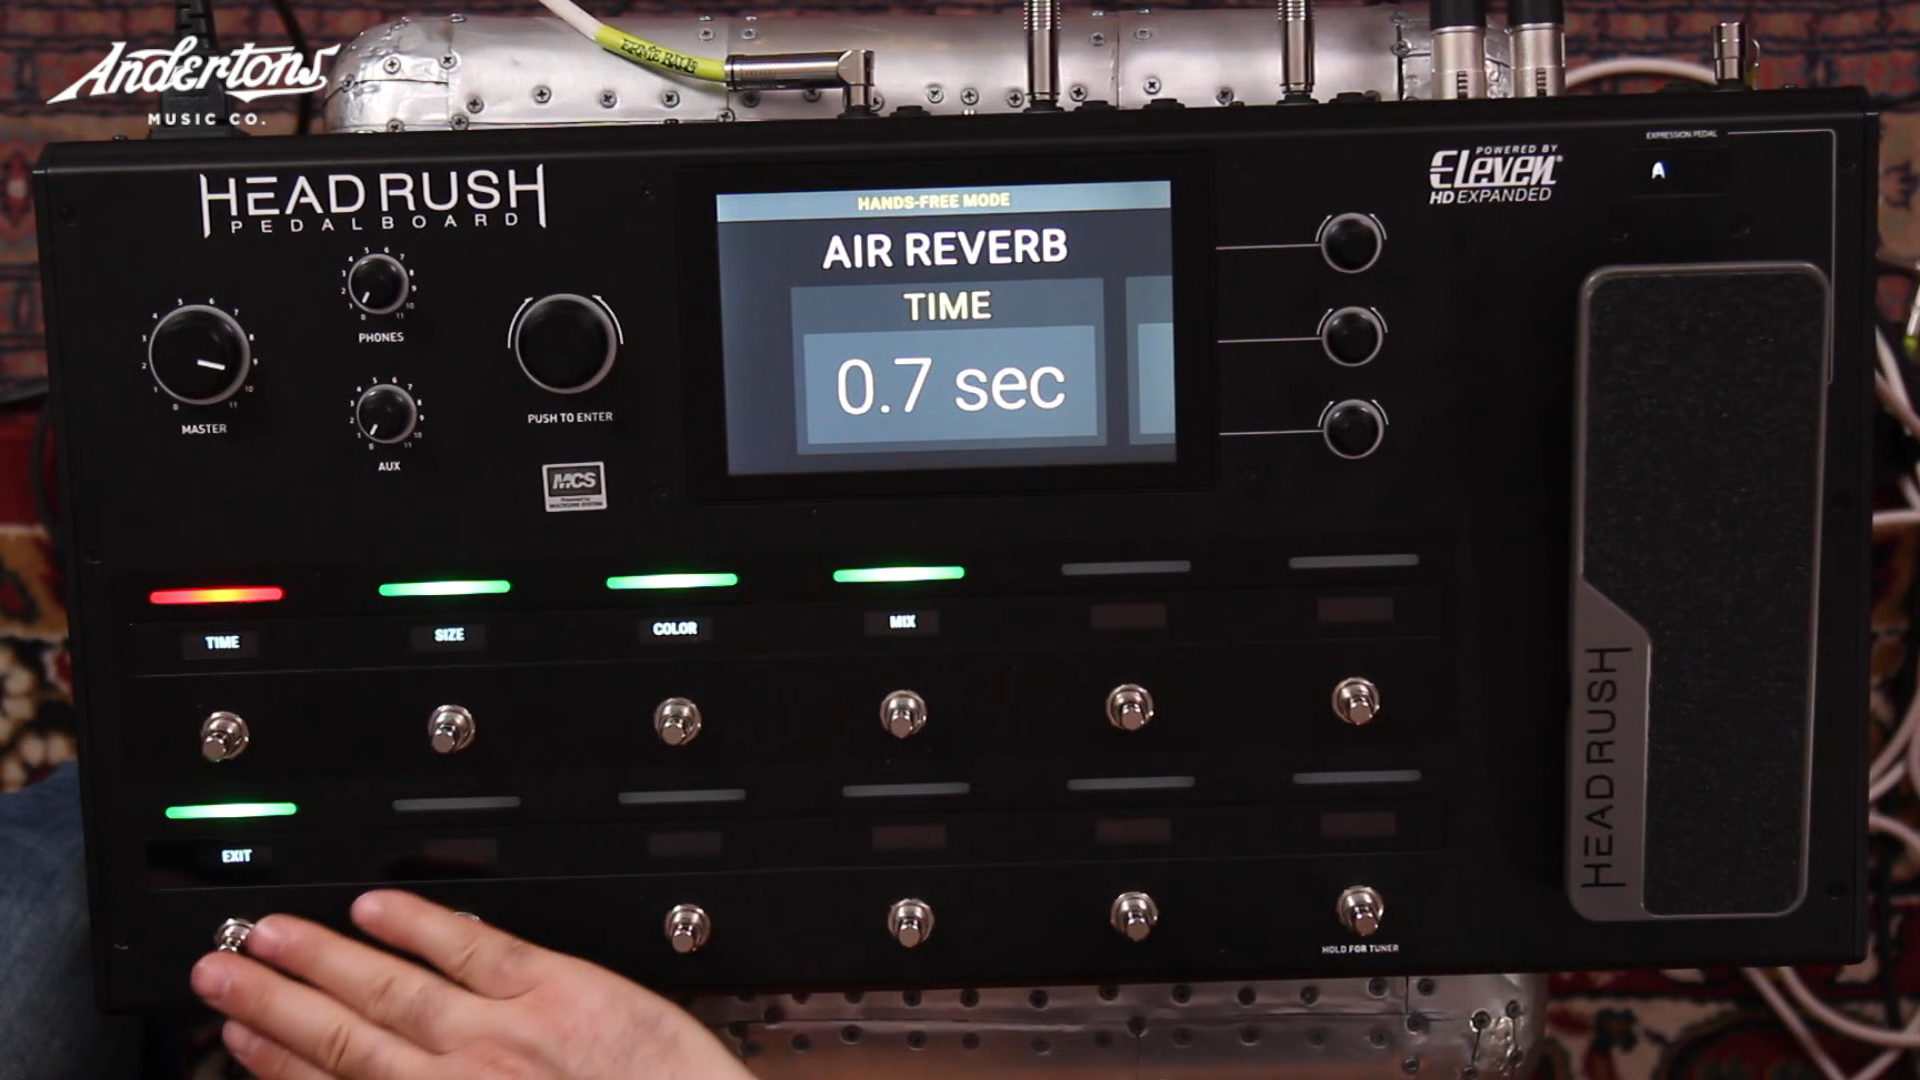 Andertons
MUSIC CO.
HEADRUSH
PEDALBOARD
MASTER
PHONES
AUX
PUSH TO ENTER
MCS
HANDS-FREE MODE
AIR REVERB
TIME
0.7 sec
POWERED BY
ELEVEN
HD EXPANDED
EXPRESSION PEDAL
A
TIME
SIZE
COLOR
MIX
EXIT
HOLD FOR TUNER
HEADRUSH
ERNIE BALL